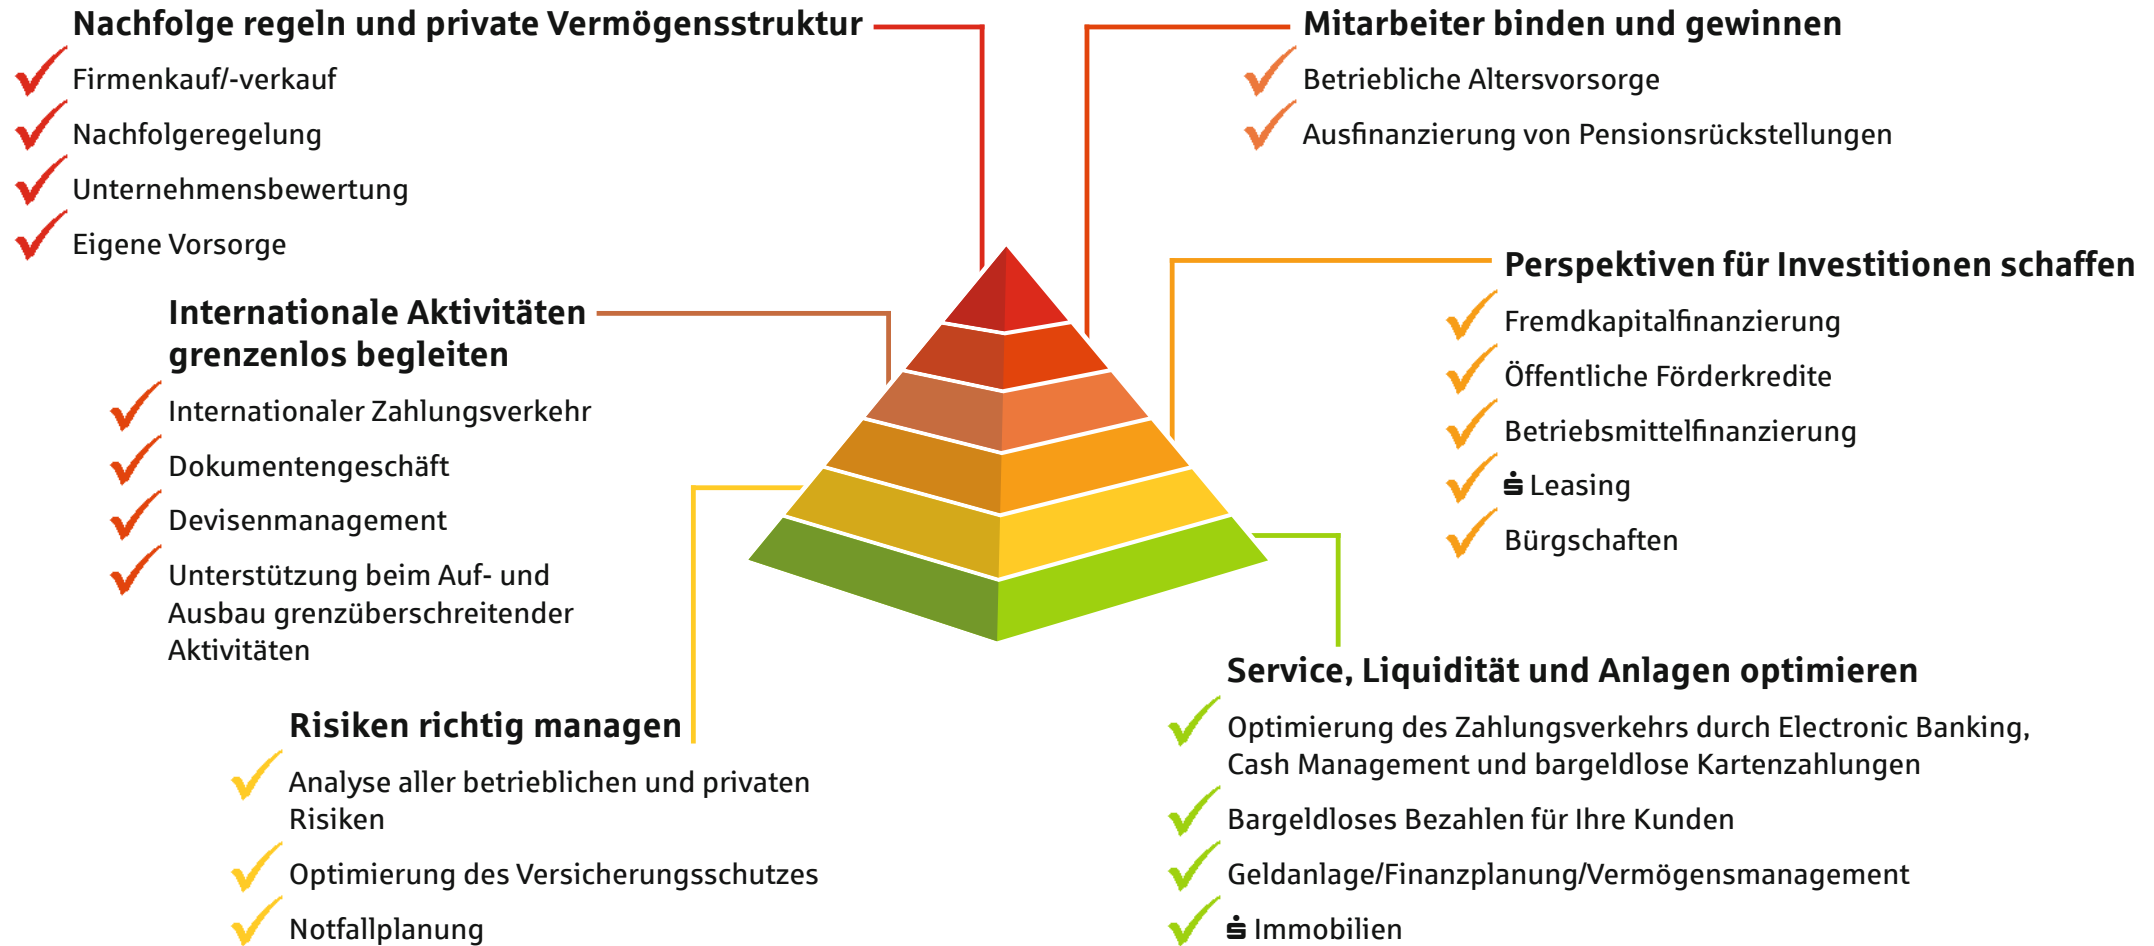 Nachfolge regeln und private Vermögensstruktur
Firmenkauf/-verkauf
Nachfolgeregelung
Unternehmensbewertung
Eigene Vorsorge
Mitarbeiter binden und gewinnen
Betriebliche Altersvorsorge
Ausfinanzierung von Pensionsrückstellungen
Internationale Aktivitäten
grenzenlos begleiten
Internationaler Zahlungsverkehr
Dokumentengeschäft
Devisenmanagement
Unterstützung beim Auf- und
Ausbau grenzüberschreitender
Aktivitäten
Perspektiven für Investitionen schaffen
Fremdkapitalfinanzierung
Öffentliche Förderkredite
Betriebsmittelfinanzierung
S Leasing
Bürgschaften
Risiken richtig managen
Analyse aller betrieblichen und privaten
Risiken
Optimierung des Versicherungsschutzes
Notfallplanung
Service, Liquidität und Anlagen optimieren
Optimierung des Zahlungsverkehrs durch Electronic Banking,
Cash Management und bargeldlose Kartenzahlungen
Bargeldloses Bezahlen für Ihre Kunden
Geldanlage/Finanzplanung/Vermögensmanagement
S Immobilien